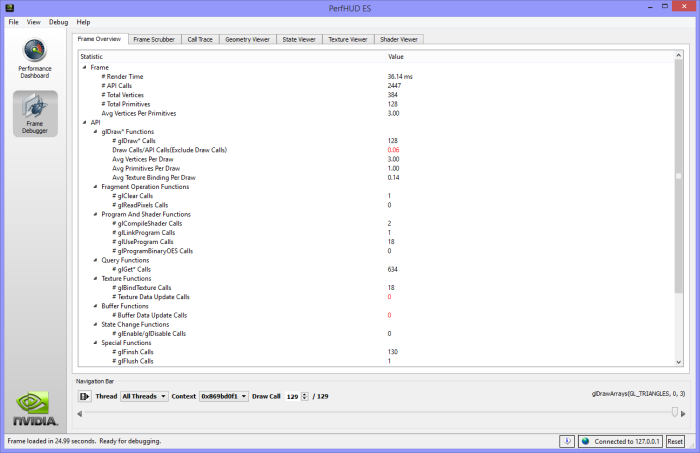 PerfHUD ES
File View Debug Help
Performance
Dashboard
Frame
Debugger
Frame Overview Frame Scrubber Call Trace Geometry Viewer State Viewer Texture Viewer Shader Viewer
Statistic Value
Frame
# Render Time 36.14 ms
# API Calls 2447
# Total Vertices 384
# Total Primitives 128
Avg Vertices Per Primitives 3.00
API
glDraw* Functions
# glDraw* Calls 128
Draw Calls/API Calls(Exclude Draw Calls) 0.06
Avg Vertices Per Draw 3.00
Avg Primitives Per Draw 1.00
Avg Texture Binding Per Draw 0.14
Fragment Operation Functions
# glClear Calls 1
# glReadPixels Calls 0
Program And Shader Functions
# glCompileShader Calls 2
# glLinkProgram Calls 1
# glUseProgram Calls 18
# glProgramBinaryOES Calls 0
Query Functions
# glGet* Calls 634
Texture Functions
# glBindTexture Calls 18
# Texture Data Update Calls 0
Buffer Functions
# Buffer Data Update Calls 0
State Change Functions
# glEnable/glDisable Calls 0
Special Functions
# glFinsh Calls 130
# glFlush Calls 1
Navigation Bar
Thread All Threads Context 0x869bd0f1 Draw Call 129 / 129
glDrawArrays(GL_TRIANGLES, 0, 3)
NVIDIA.
Frame loaded in 24.99 seconds. Ready for debugging.
Connected to 127.0.0.1 Reset